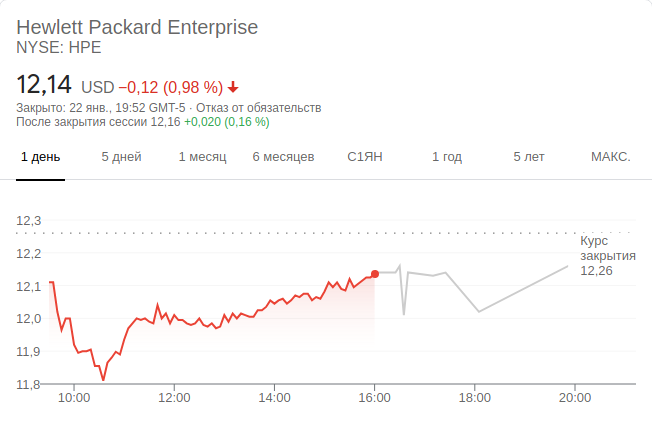 Hewlett Packard Enterprise
NYSE: HPE
12,14 USD −0,12 (0,98 %)
Закрыто: 22 янв., 19:52 GMT-5 · Отказ от обязательств
После закрытия сессии 12,16 +0,020 (0,16 %)
1 день 5 дней 1 месяц 6 месяцев С1ЯН 1 год 5 лет МАКС.
12,3
Курс
закрытия
12,26
12,2
12,1
12,0
11,9
11,8
10:00 12:00 14:00 16:00 18:00 20:00